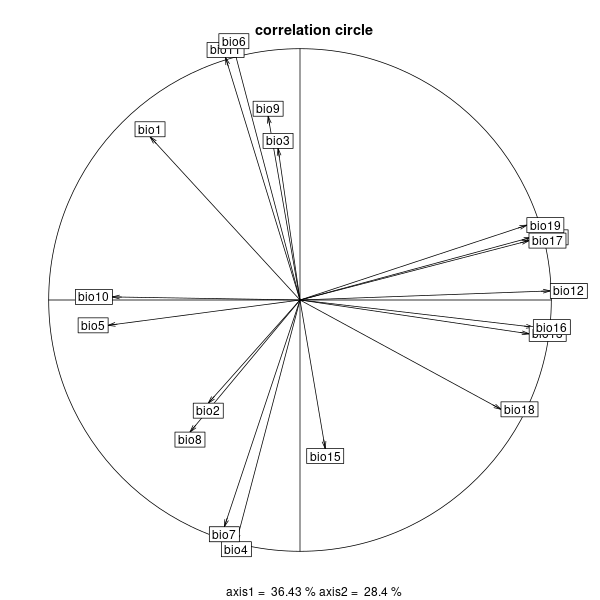 correlation circle
bio6
bio11
bio9
bio1
bio3
bio19
bio17
bio12
bio10
bio5
bio16
bio2
bio18
bio8
bio15
bio7
bio4
axis1 = 36.43 % axis2 = 28.4 %